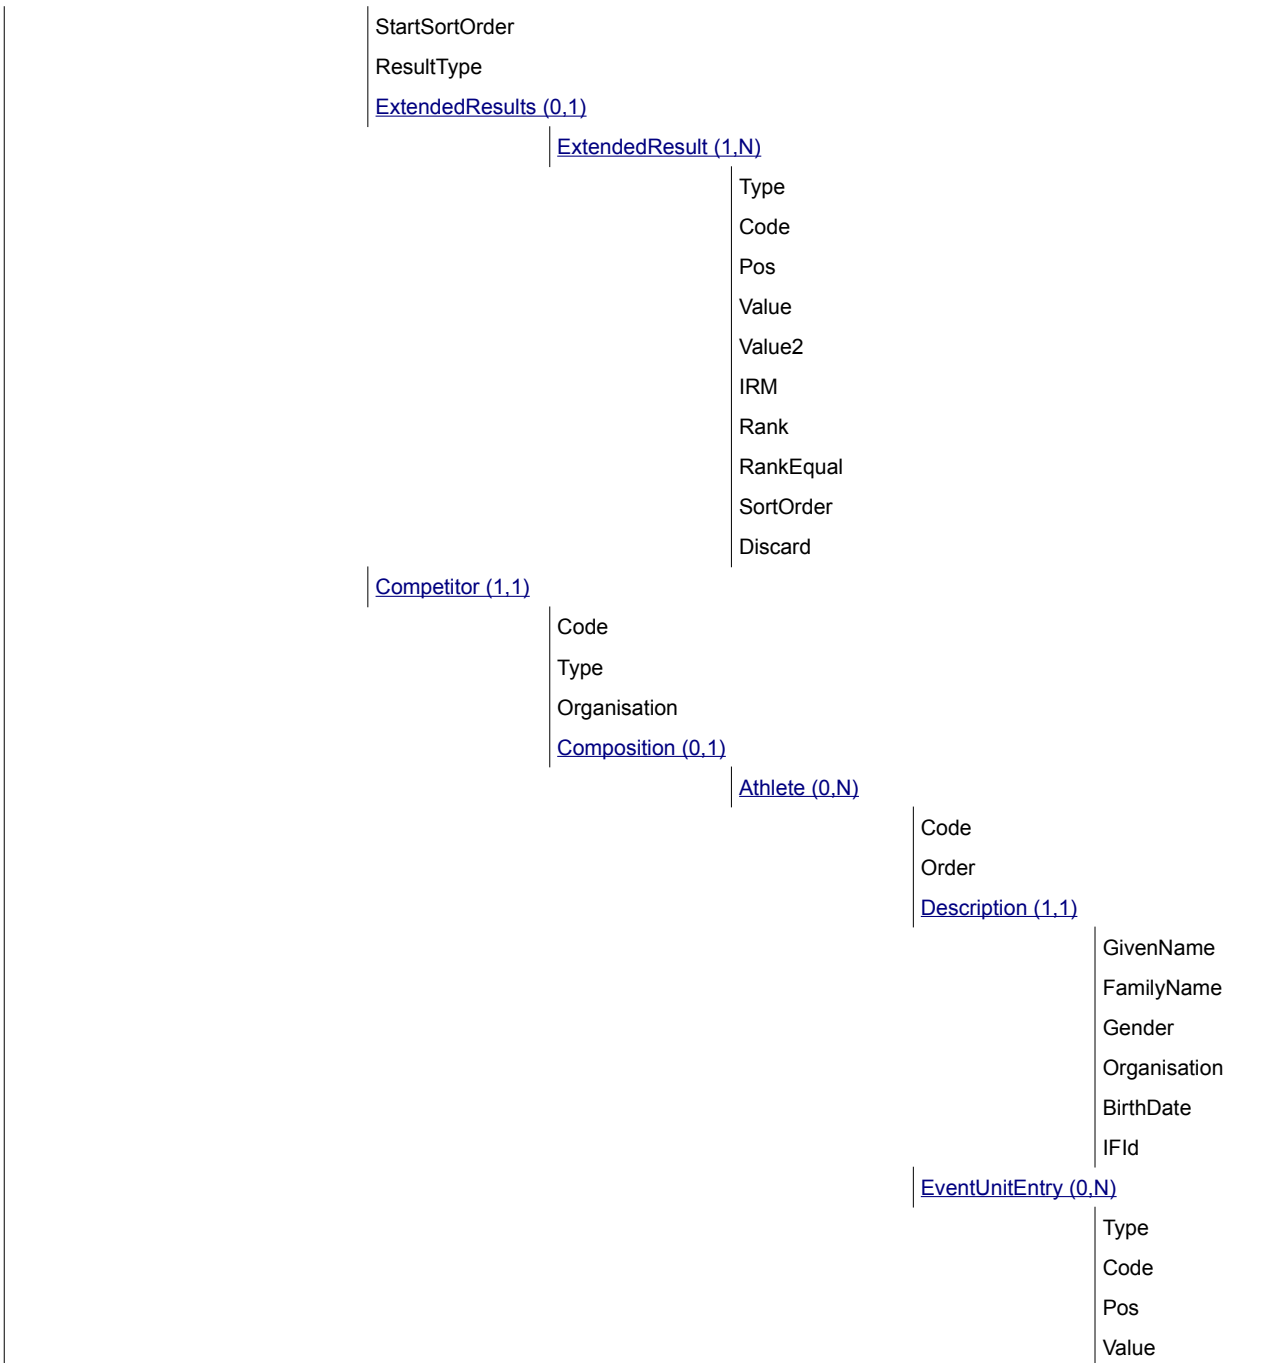 StartSortOrder
ResultType
ExtendedResults (0,1)
ExtendedResult (1,N)
Type
Code
Pos
Value
Value2
IRM
Rank
RankEqual
SortOrder
Discard
Competitor (1,1)
Code
Type
Organisation
Composition (0,1)
Athlete (0,N)
Code
Order
Description (1,1)
GivenName
FamilyName
Gender
Organisation
BirthDate
IFId
EventUnitEntry (0,N)
Type
Code
Pos
Value